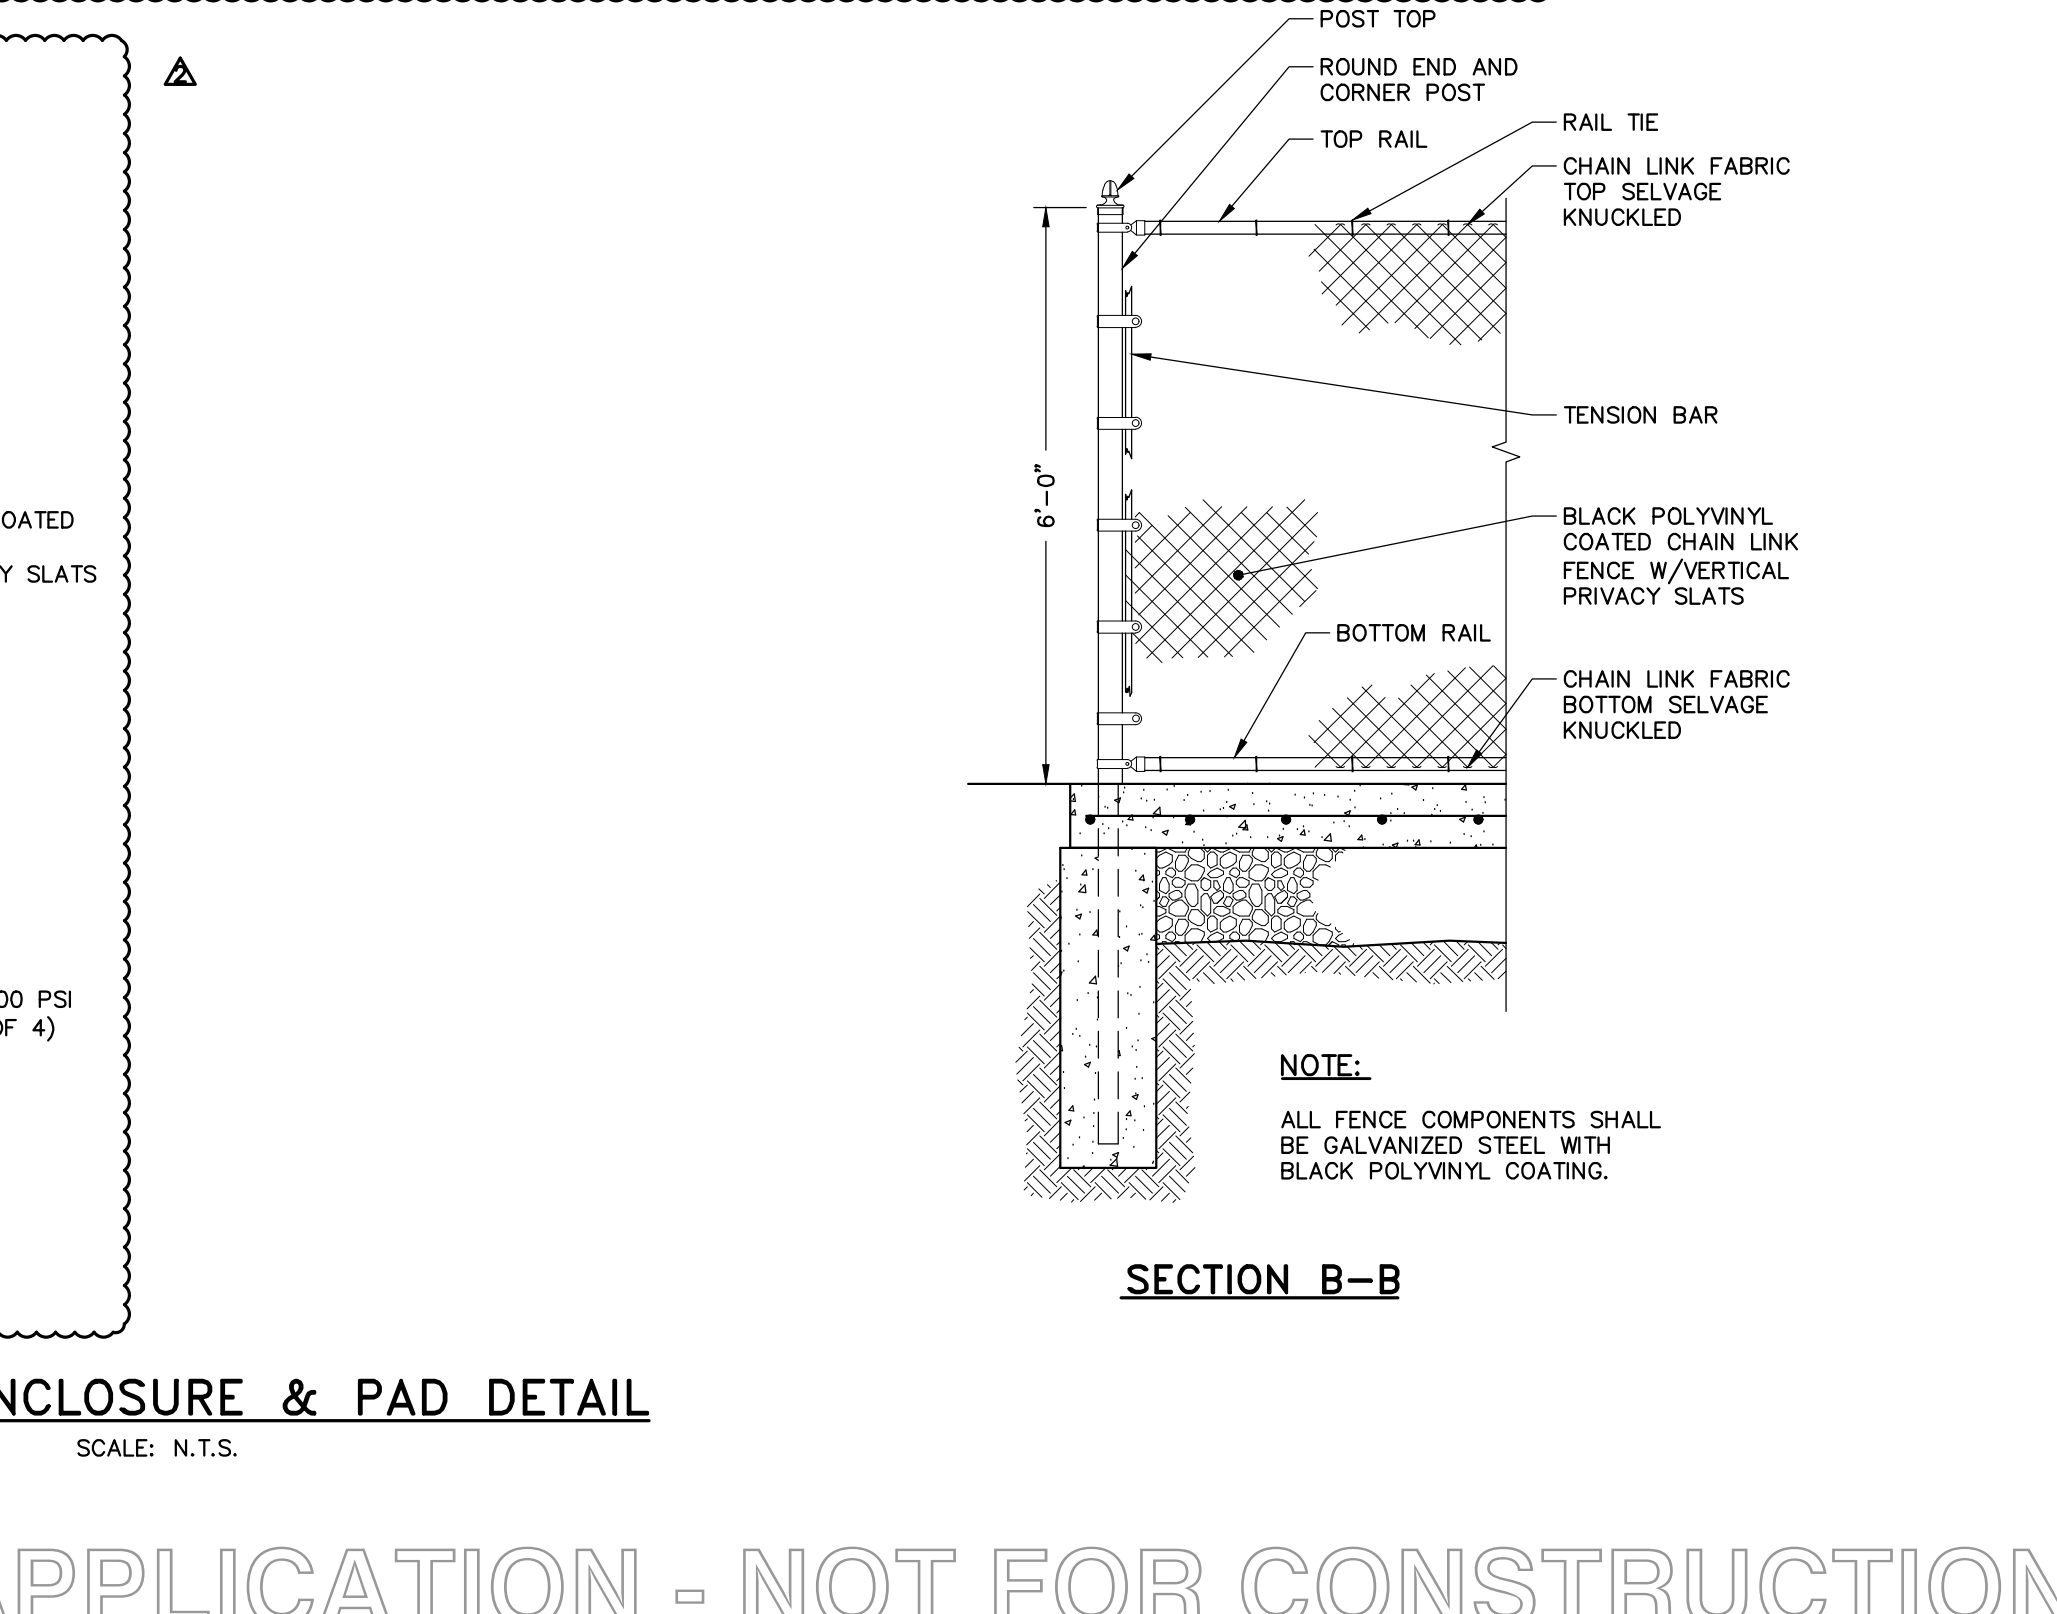 POST TOP
ROUND END AND
CORNER POST
TOP RAIL
RAIL TIE
CHAIN LINK FABRIC
TOP SELVAGE
KNUCKLED
2
6'-0"
TENSION BAR
OATED
Y SLATS
BLACK POLYVINYL
COATED CHAIN LINK
FENCE W/VERTICAL
PRIVACY SLATS
BOTTOM RAIL
CHAIN LINK FABRIC
BOTTOM SELVAGE
KNUCKLED
00 PSI
OF 4)
NOTE:
ALL FENCE COMPONENTS SHALL
BE GALVANIZED STEEL WITH
BLACK POLYVINYL COATING.
SECTION B-B
NCLOSURE & PAD DETAIL
SCALE: N.T.S.
APPLICATION - NOT FOR CONSTRUCTION